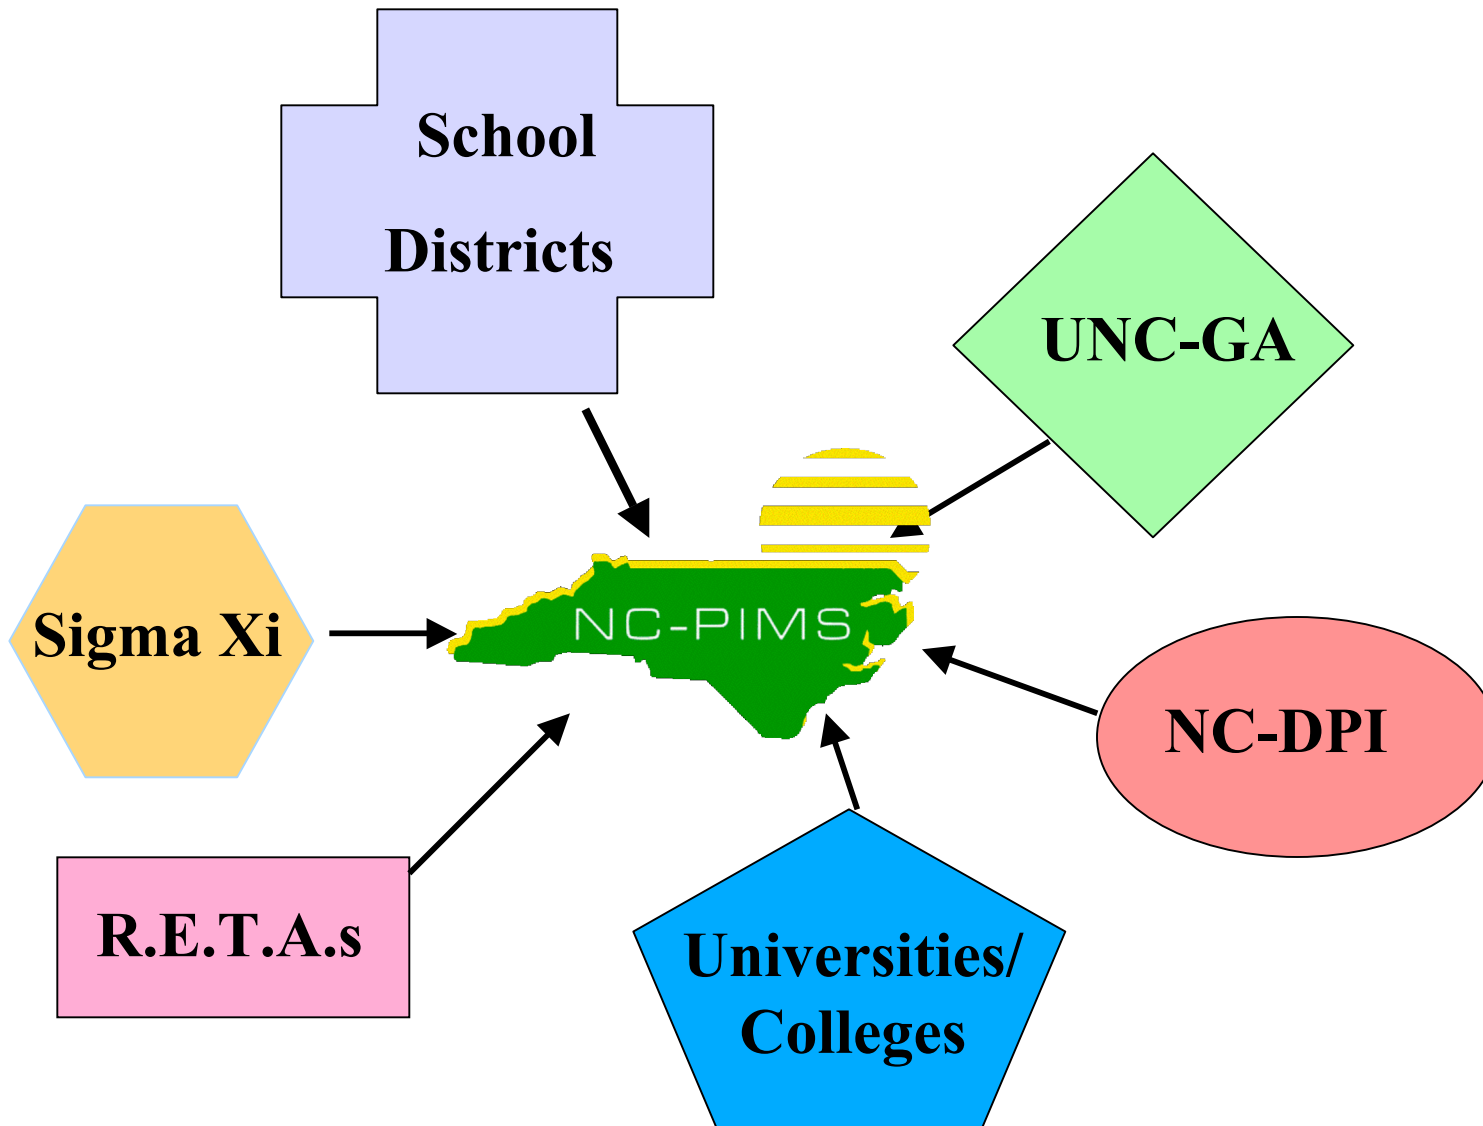 School
Districts
UNC-GA
Sigma Xi
NC-PIMS
NC-DPI
R.E.T.A.s
Universities/
Colleges